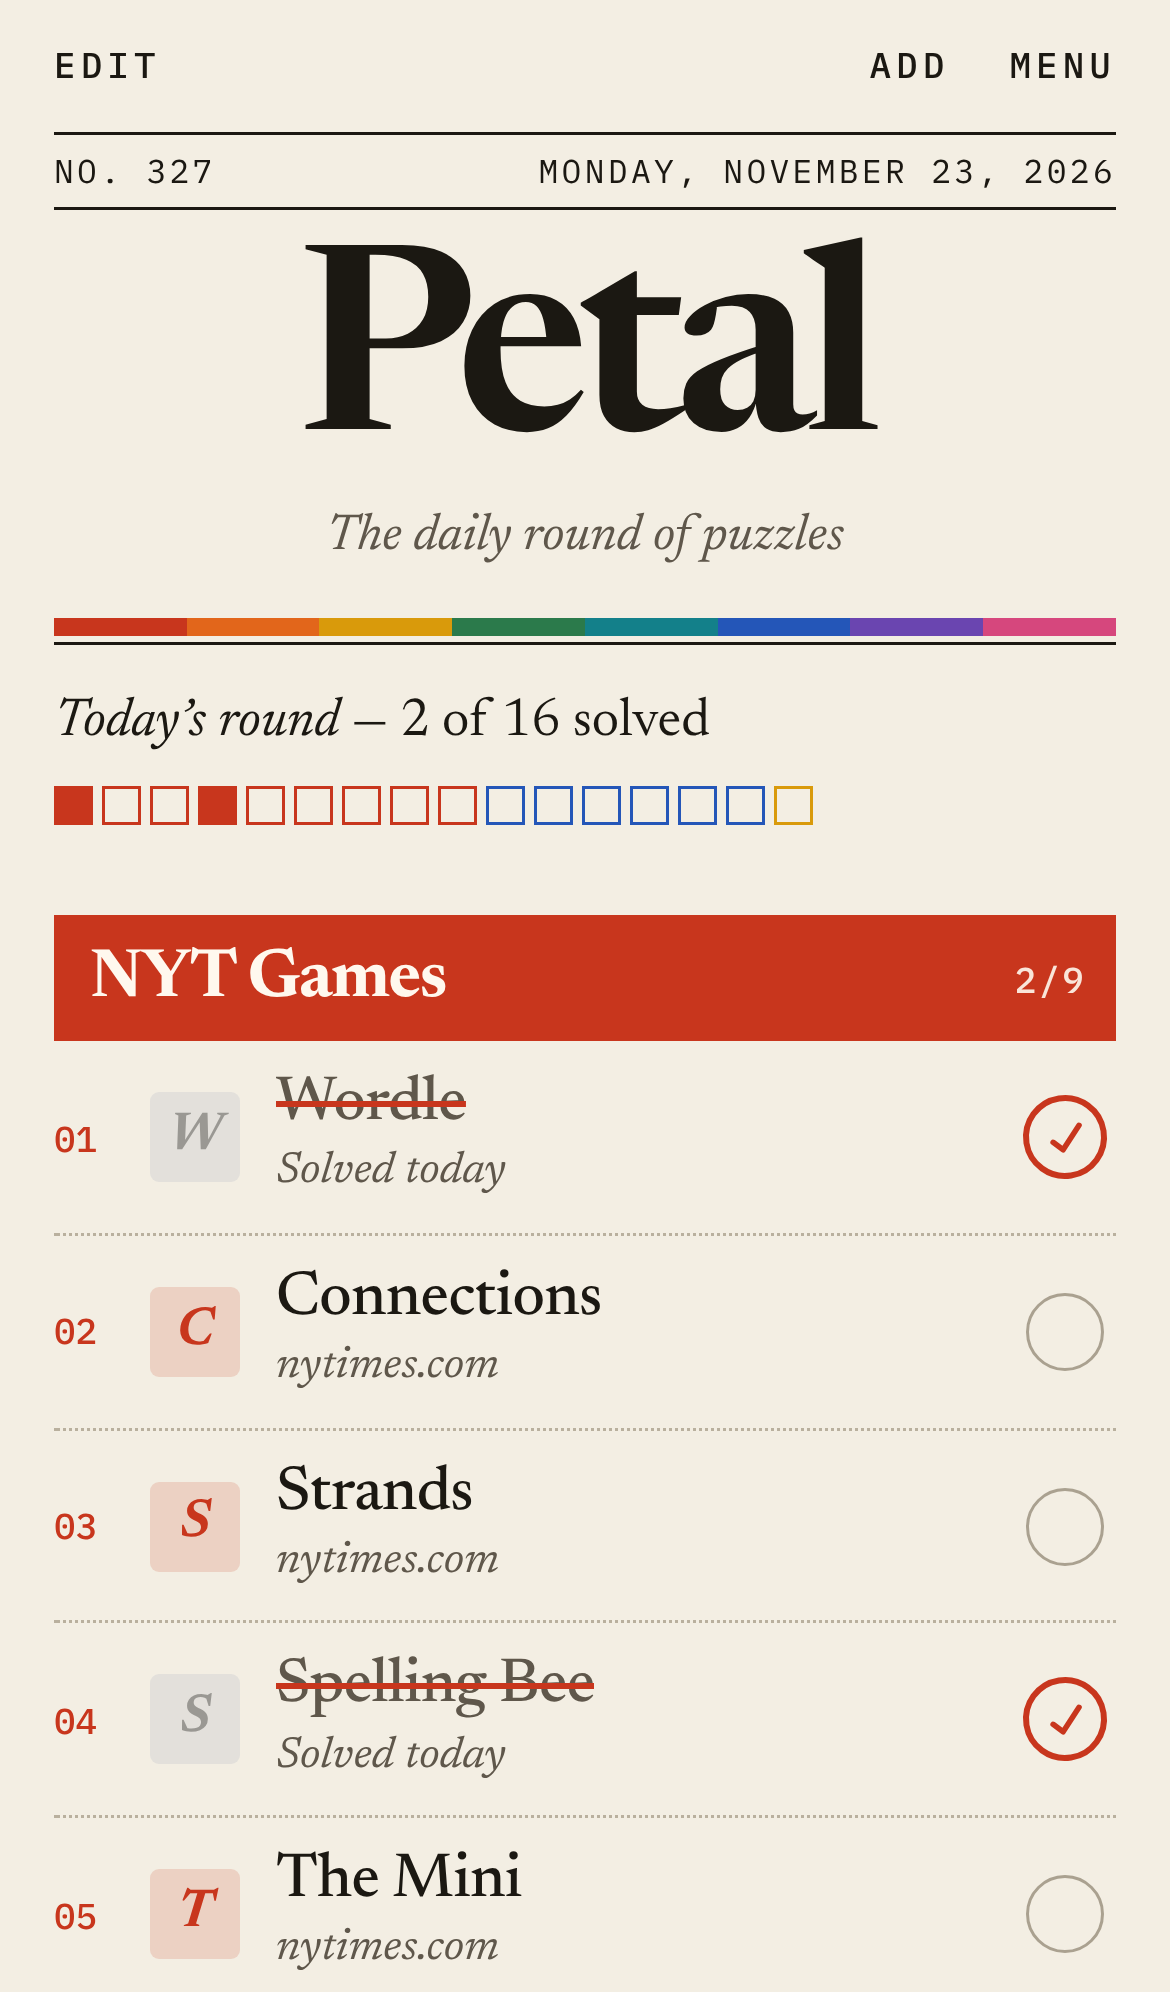 EDIT ADD MENU
NO. 327 MONDAY, NOVEMBER 23, 2026
Petal
The daily round of puzzles
Today’s round — 2 of 16 solved
NYT Games 2/9
01 W Wordle
Solved today
02 C Connections
nytimes.com
03 S Strands
nytimes.com
04 S Spelling Bee
Solved today
05 T The Mini
nytimes.com